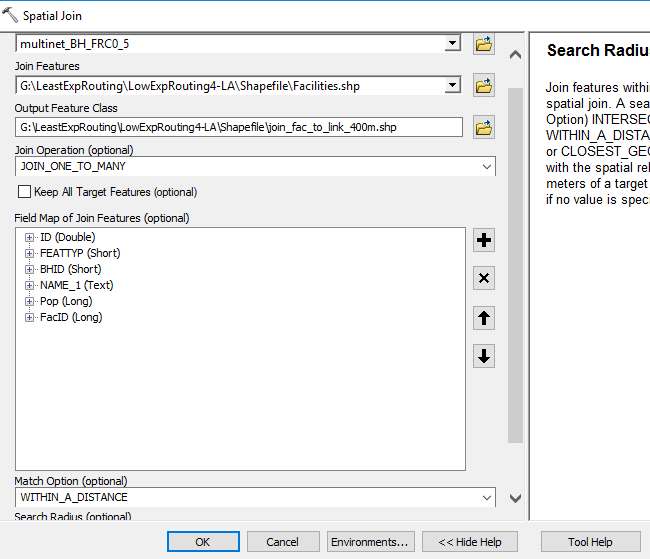 Spatial Join
multinet_BH_FRC0_5
Join Features
G:\LeastExpRouting\LowExpRouting4-LA\Shapefile\Facilities.shp
Output Feature Class
G:\LeastExpRouting\LowExpRouting4-LA\Shapefile\join_fac_to_link_400m.shp
Join Operation (optional)
JOIN_ONE_TO_MANY
Keep All Target Features (optional)
Field Map of Join Features (optional)
ID (Double)
FEATTYP (Short)
BHID (Short)
NAME_1 (Text)
Pop (Long)
FacID (Long)
Match Option (optional)
WITHIN_A_DISTANCE
Search Radius (optional)
OK
Cancel
Environments...
<< Hide Help
Tool Help
Search Radiu
Join features withi
spatial join. A sea
Option) INTERSEC
WITHIN_A_DISTA
or CLOSEST_GEO
with the spatial rel
meters of a target
if no value is speci